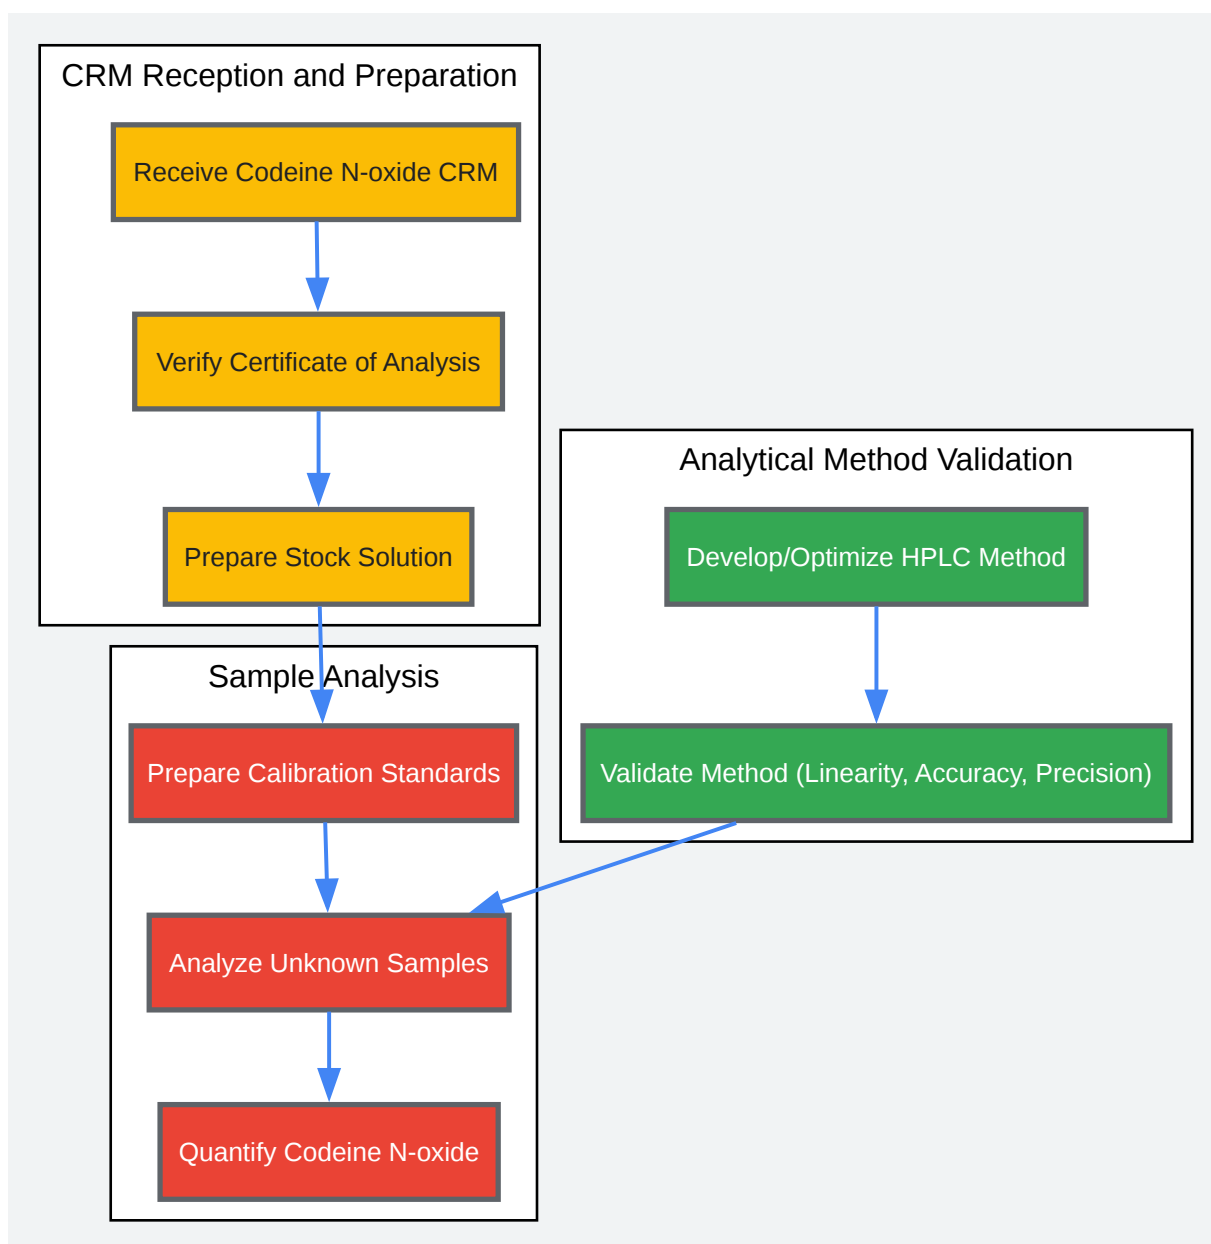 CRM Reception and Preparation
Receive Codeine N-oxide CRM
Verify Certificate of Analysis
Prepare Stock Solution
Analytical Method Validation
Develop/Optimize HPLC Method
Validate Method (Linearity, Accuracy, Precision)
Sample Analysis
Prepare Calibration Standards
Analyze Unknown Samples
Quantify Codeine N-oxide